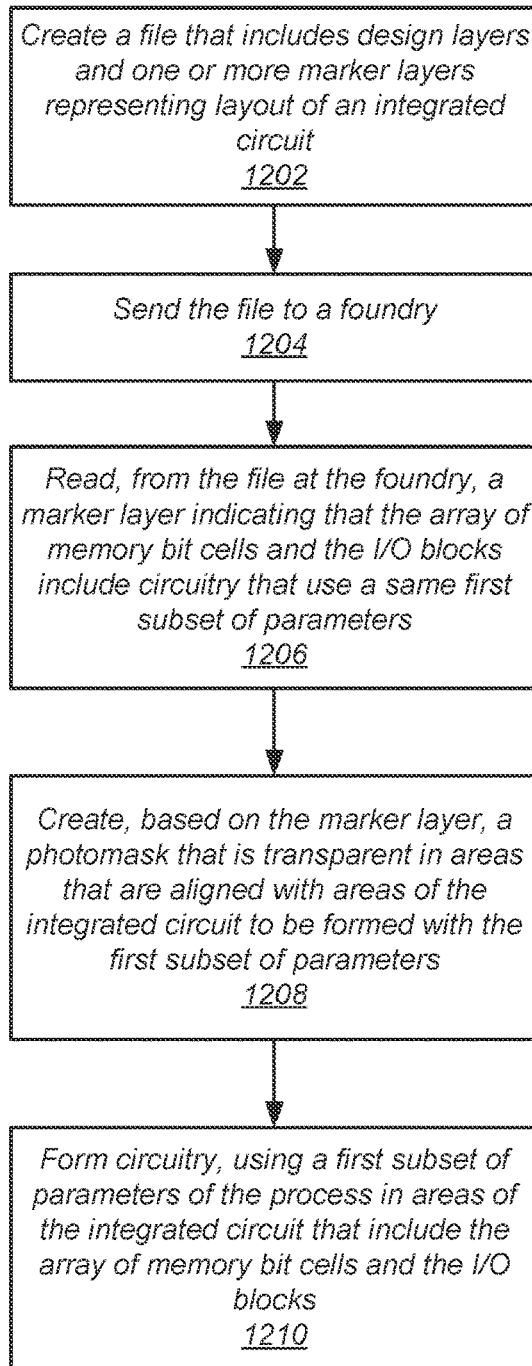 Create a file that includes design layers
and one or more marker layers
representing layout of an integrated
circuit
1202
Send the file to a foundry
1204
Read, from the file at the foundry, a
marker layer indicating that the array of
memory bit cells and the I/O blocks
include circuitry that use a same first
subset of parameters
1206
Create, based on the marker layer, a
photomask that is transparent in areas
that are aligned with areas of the
integrated circuit to be formed with the
first subset of parameters
1208
Form circuitry, using a first subset of
parameters of the process in areas of
the integrated circuit that include the
array of memory bit cells and the I/O
blocks
1210